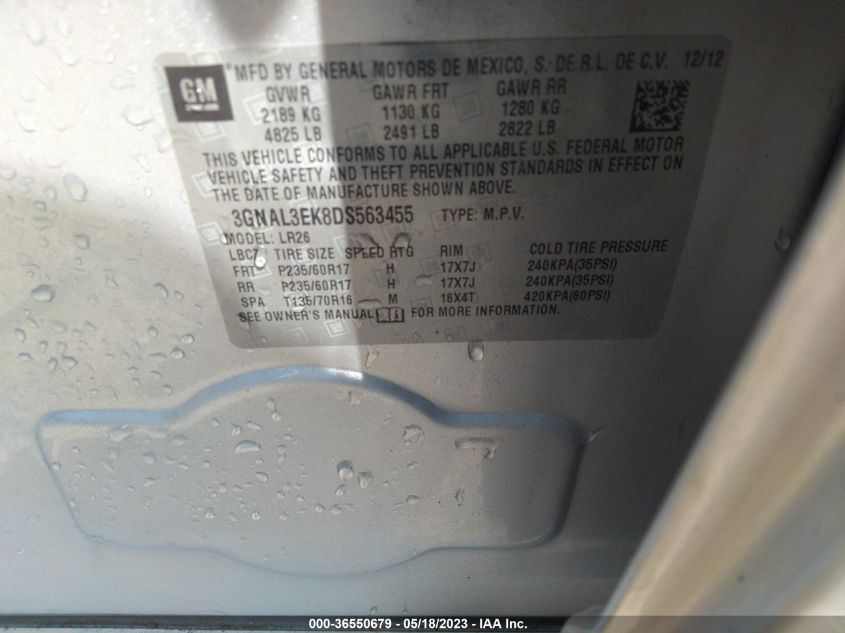 GM
MFD BY GENERAL MOTORS DE MEXICO, S. DE R.L. DE C.V. 12/12
GVWR GAWR FRT GAWR RR
2189 KG 1130 KG 1280 KG
4825 LB 2491 LB 2822 LB
THIS VEHICLE CONFORMS TO ALL APPLICABLE U.S. FEDERAL MOTOR
VEHICLE SAFETY AND THEFT PREVENTION STANDARDS IN EFFECT ON
THE DATE OF MANUFACTURE SHOWN ABOVE.
3GNAL3EK8DS563455 TYPE: M.P.V.
MODEL: LR26
LBC7 TIRE SIZE SPEED RTG RIM COLD TIRE PRESSURE
FRT P235/60R17 H 17X7J 240KPA(35PSI)
RR P235/60R17 H 17X7J 240KPA(35PSI)
SPA T135/70R16 M 16X4T 420KPA(60PSI)
SEE OWNER'S MANUAL FOR MORE INFORMATION.
000-36550679 - 05/18/2023 - IAA Inc.